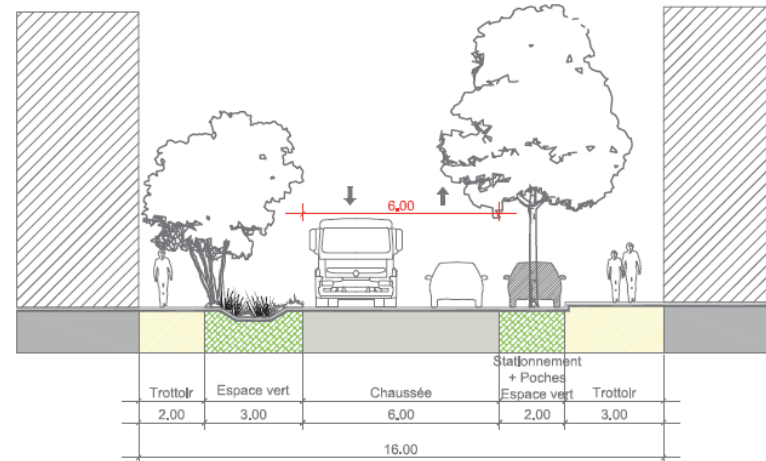 6.00
Stationnement
+ Poches
Trottoir Espace vert Chaussée Espace vert Trottoir
2.00 3.00 6.00 2.00 3.00
16.00